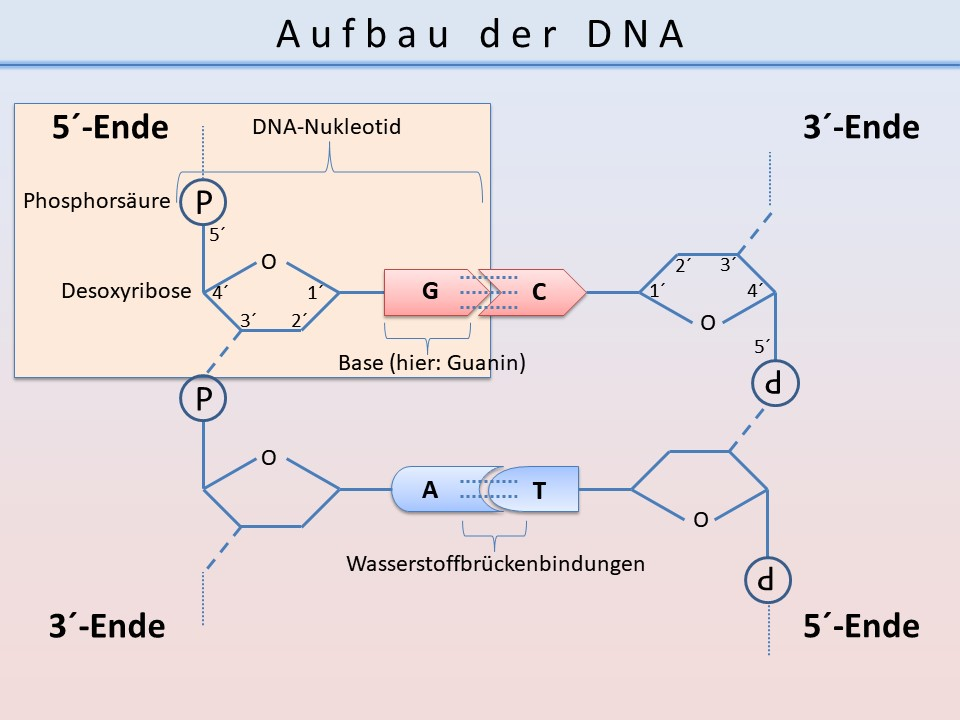 Aufbau der DNA
5´-Ende
DNA-Nukleotid
3´-Ende
Phosphorsäure
P
5´
O
Desoxyribose
4´
1´
3´
2´
G
C
2´
3´
1´
4´
O
5´
Base (hier: Guanin)
P
P
O
A
T
O
Wasserstoffbrückenbindungen
P
3´-Ende
5´-Ende